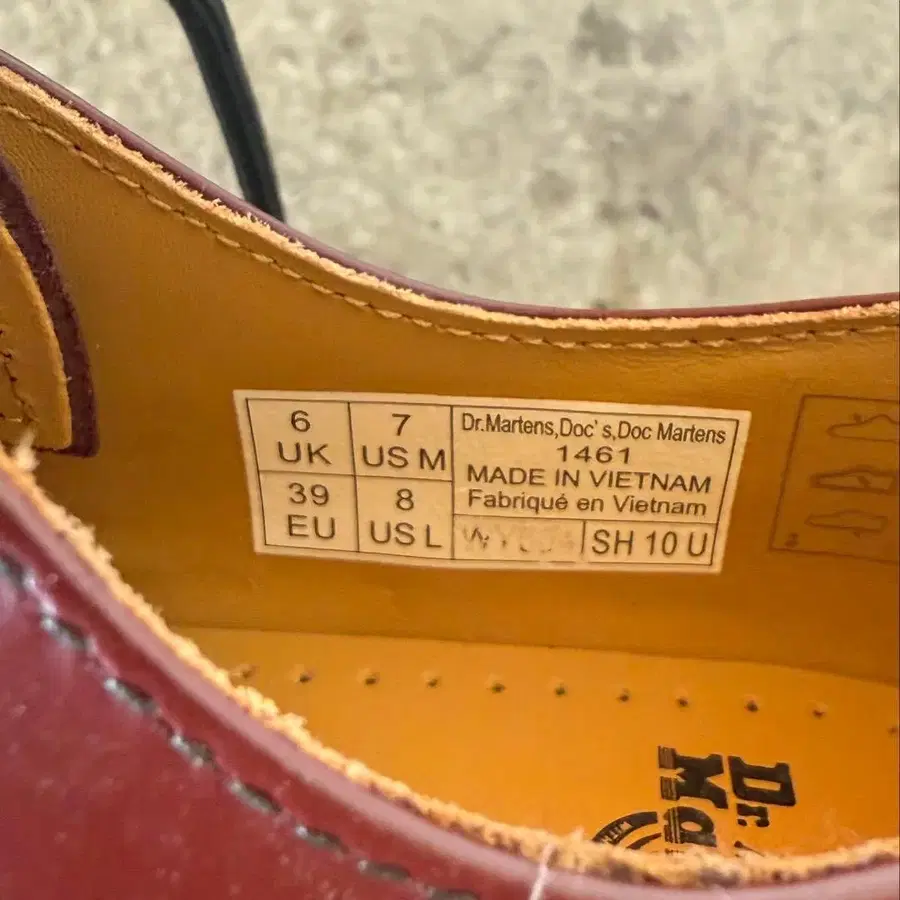 6
UK
7
US M
39
EU
8
US L
Dr.Martens,Doc's,Doc Martens
1461
MADE IN VIETNAM
Fabriqué en Vietnam
SH 10 U
Dr.